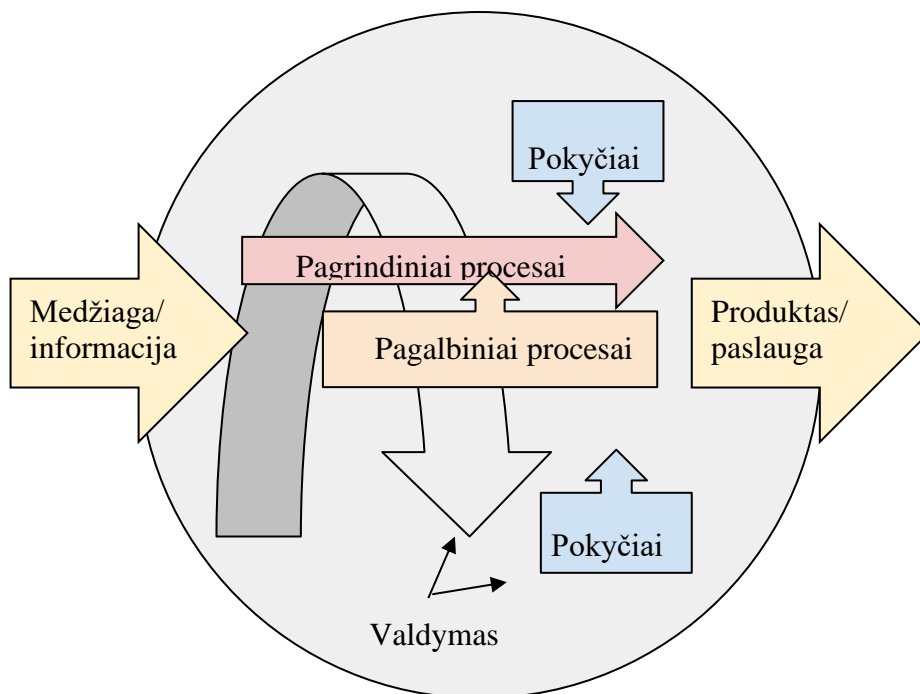 Pokyčiai
Pagrindiniai procesai
Medžiaga/
informacija
Pagalbiniai procesai
Produktas/
paslauga
Pokyčiai
Valdymas